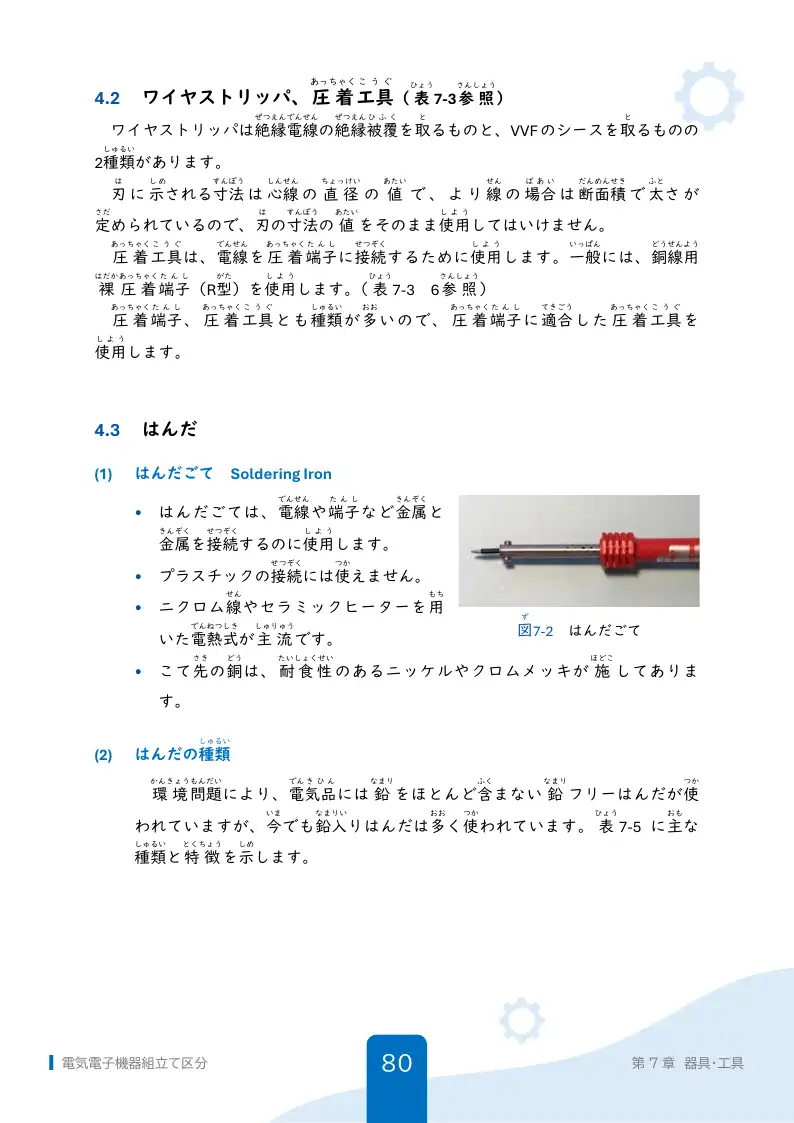 4.2 ワイヤストリッパ、圧着工具（表7-3参照）
ワイヤストリッパは絶縁電線の絶縁被覆を取るものと、VVFのシースを取るものの
2種類があります。
刃に示される寸法は心線の直径の値で、より線の場合は断面積で太さが
定められているので、刃の寸法の値をそのまま使用してはいけません。
圧着工具は、電線を圧着端子に接続するために使用します。一般には、銅線用
裸圧着端子（R型）を使用します。（表7-3　6参照）
圧着端子、圧着工具とも種類が多いので、圧着端子に適合した圧着工具を
使用します。
4.3 はんだ
(1) はんだごて　Soldering Iron
• はんだごては、電線や端子など金属と
金属を接続するのに使用します。
• プラスチックの接続には使えません。
• ニクロム線やセラミックヒーターを用
いた電熱式が主流です。
図7-2　はんだごて
• こて先の銅は、耐食性のあるニッケルやクロムメッキが施してありま
す。
(2) はんだの種類
環境問題により、電気品には鉛をほとんど含まない鉛フリーはんだが使
われていますが、今でも鉛入りはんだは多く使われています。表7-5 に主な
種類と特徴を示します。
電気電子機器組立て区分
80
第7章 器具･工具